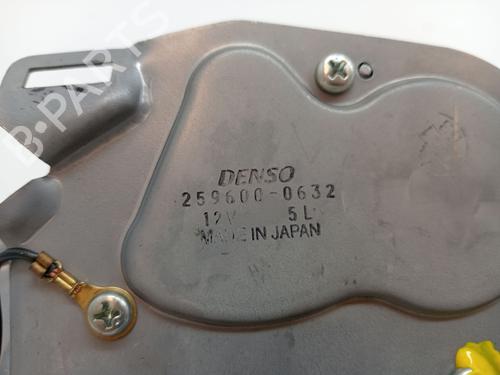 B-PARTS
DENSO
259600-0632
12V 5L
MADE IN JAPAN